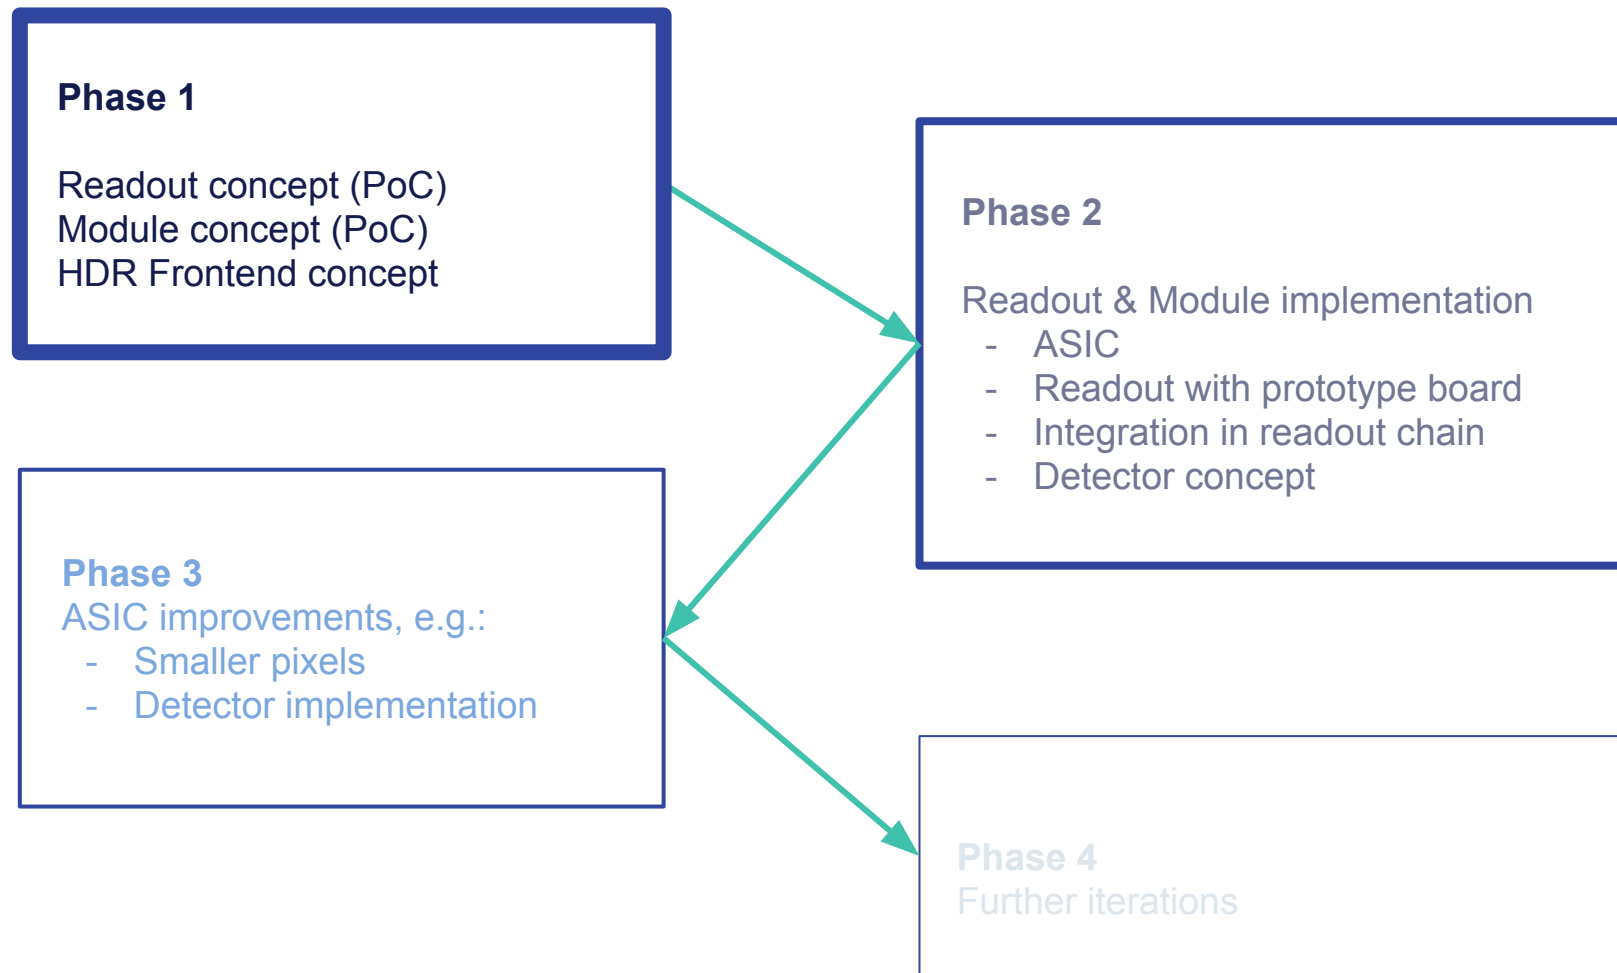 Phase 1
Readout concept (PoC)
Module concept (PoC)
HDR Frontend concept
Phase 2
Readout & Module implementation
- ASIC
- Readout with prototype board
- Integration in readout chain
- Detector concept
Phase 3
ASIC improvements, e.g.:
- Smaller pixels
- Detector implementation
Phase 4
Further iterations